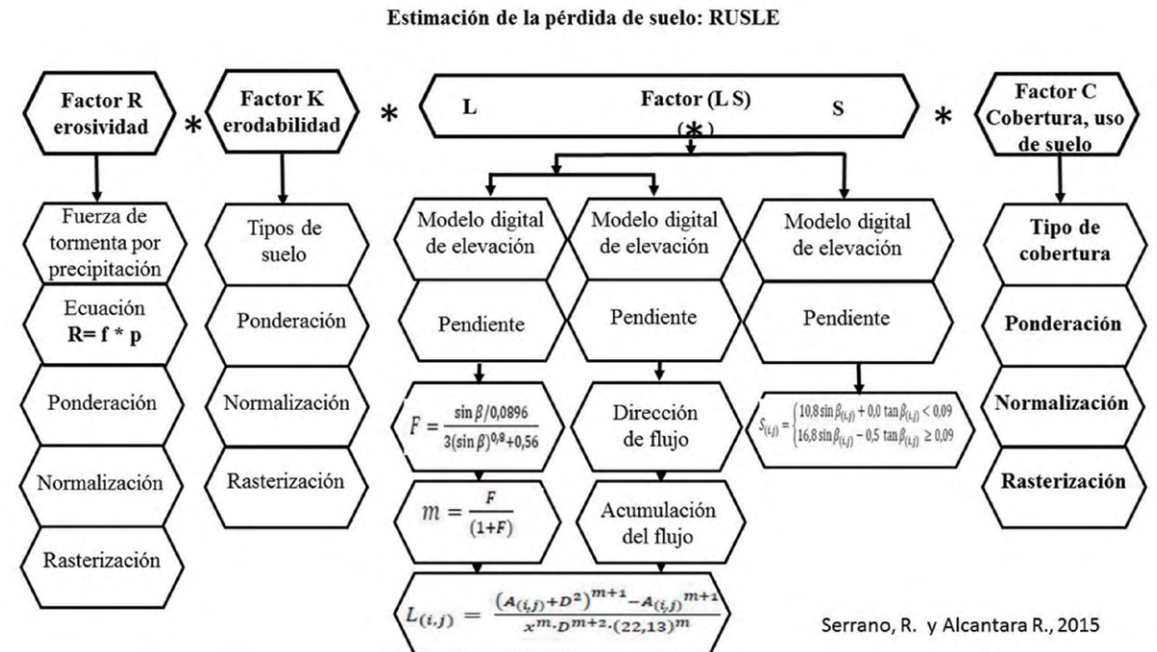 Estimación de la pérdida de suelo: RUSLE
Factor R
erosividad
*
Factor K
erodabilidad
*
L
Factor (L S)
(*)
S
*
Factor C
Cobertura, uso
de suelo
Fuerza de
tormenta por
precipitación
Ecuación
R= f * p
Ponderación
Normalización
Rasterización
Tipos de
suelo
Ponderación
Normalización
Rasterización
Modelo digital
de elevación
Pendiente
F = sin β/0,0896 / 3(sin β)^0,8+0,56
m = F / (1+F)
Modelo digital
de elevación
Pendiente
Dirección
de flujo
Acumulación
del flujo
L(i,j) = (A(i,j)+D²)^m+1 −A(i,j)^m+1 / x^m·D^m+2·(22,13)^m
Modelo digital
de elevación
Pendiente
S(i,j) = {10,8 sin β(i,j) + 0,0 tan β(i,j) < 0,09
16,8 sin β(i,j) − 0,5 tan β(i,j) ≥ 0,09
Tipo de
cobertura
Ponderación
Normalización
Rasterización
Serrano, R. y Alcantara R., 2015